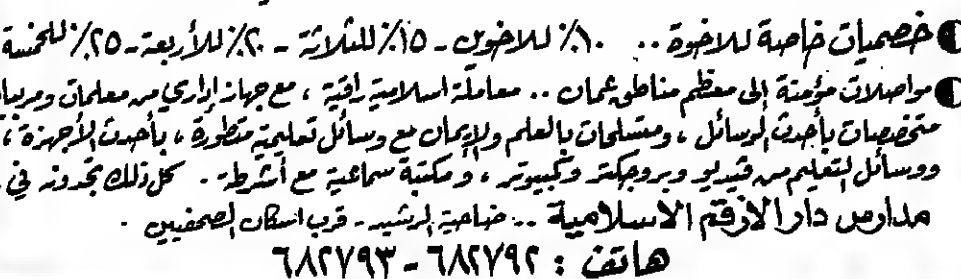 خصميات خاصة للاخوة .. ١٠٪ للاخوين - ١٥٪ للثلاثة - ٢٠٪ للأربعة - ٢٥٪ للخمسة
مواصلات مؤمنة إلى معظم مناطق عمان .. معاملة اسلامية راقية ، مع جهاز إداري من معلمات ومربيات
متخصصات بأحدث الوسائل ، ومتسلحات بالعلم والإيمان مع وسائل تعليمية متطورة ، بأحدث الأجهزة ،
ووسائل التعليم من فيديو وبروجكتر وكمبيوتر ، ومكتبة سماعية مع أشرطة . كل ذلك تجدونه في
مدارس دار الأرقم الاسلامية .. ضاحية الرشيد - قرب اسكان الصحفيين .
هاتف : ٦٨٢٧٩٢ - ٦٨٢٧٩٣